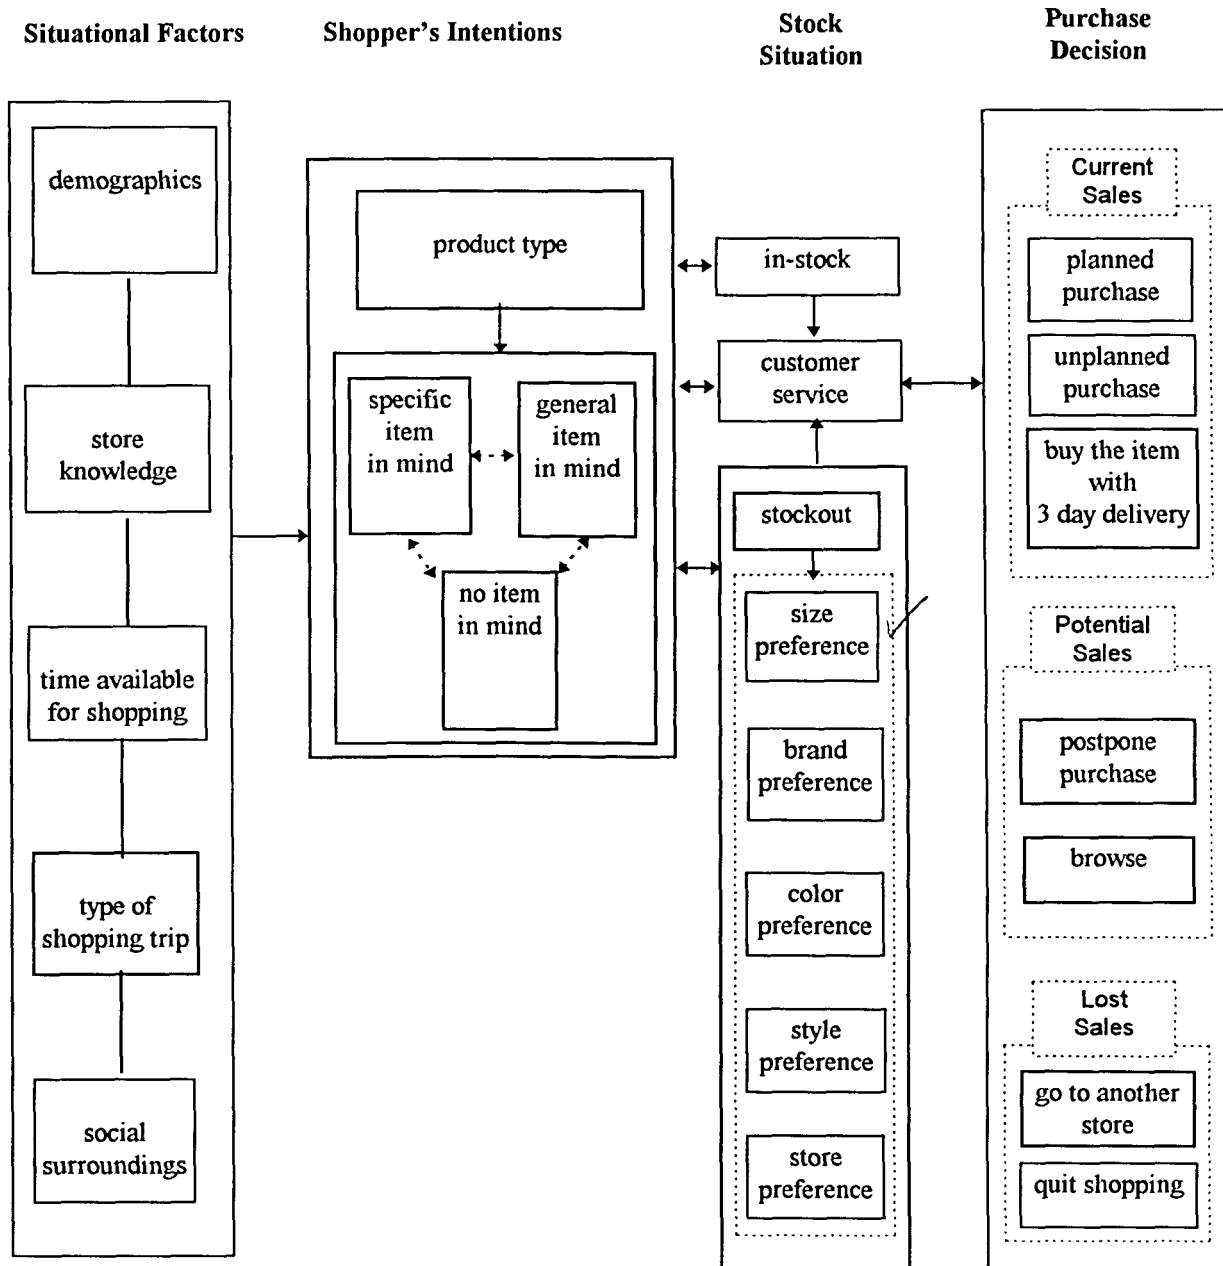 Situational Factors
Shopper's Intentions
Stock
Situation
Purchase
Decision
demographics
store
knowledge
time available
for shopping
type of
shopping trip
social
surroundings
product type
specific
item
in mind
general
item
in mind
no item
in mind
in-stock
customer
service
stockout
size
preference
brand
preference
color
preference
style
preference
store
preference
Current
Sales
planned
purchase
unplanned
purchase
buy the item
with
3 day delivery
Potential
Sales
postpone
purchase
browse
Lost
Sales
go to another
store
quit shopping